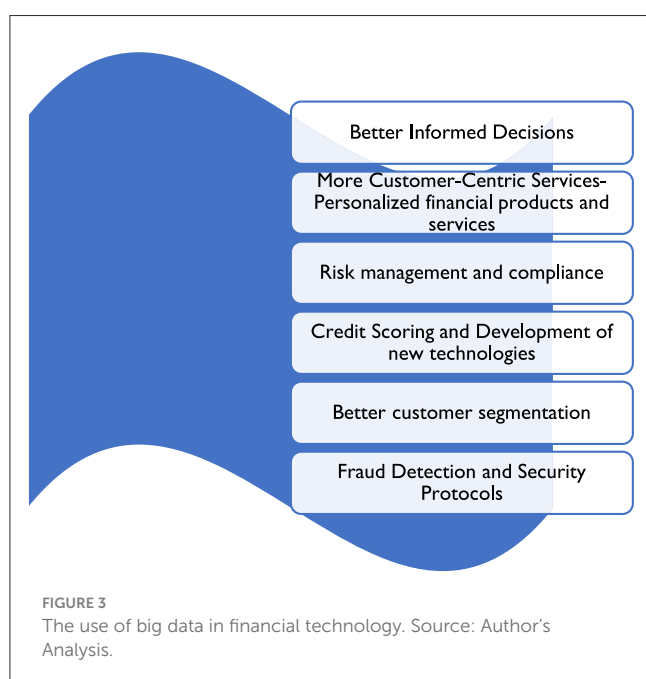 Better Informed Decisions
More Customer-Centric Services-
Personalized financial products and
services
Risk management and compliance
Credit Scoring and Development of
new technologies
Better customer segmentation
Fraud Detection and Security
Protocols
FIGURE 3
The use of big data in financial technology. Source: Author's
Analysis.